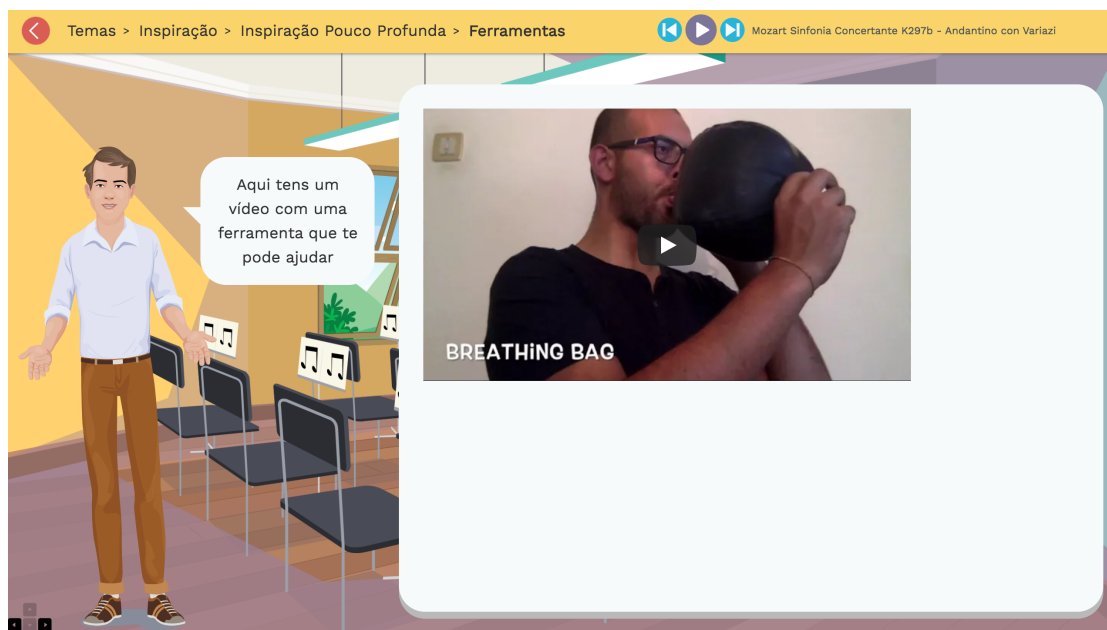 Temas > Inspiração > Inspiração Pouco Profunda > Ferramentas
Mozart Sinfonia Concertante K297b - Andantino con Variazi
Aqui tens um
vídeo com uma
ferramenta que te
pode ajudar
BREATHiNG BAG